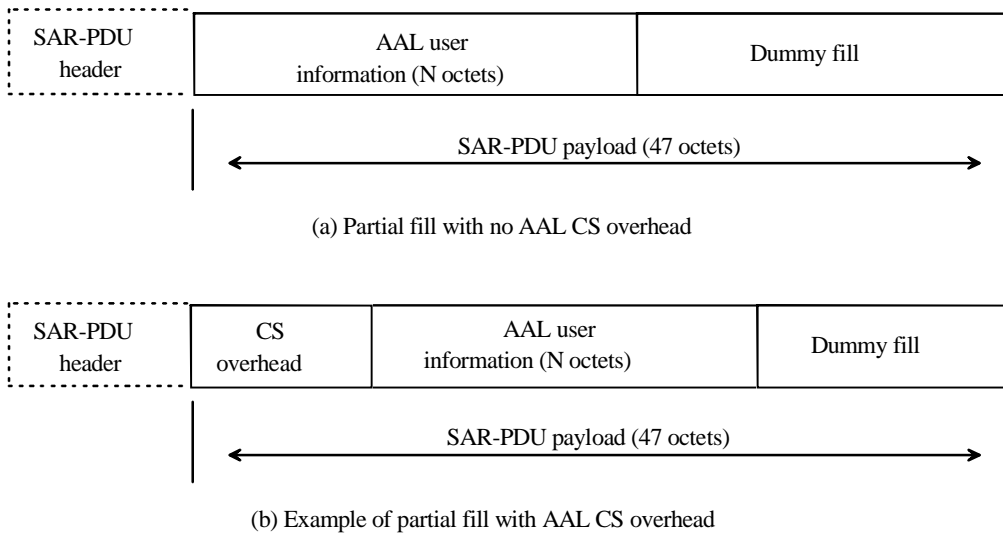 SAR-PDU
header
AAL user
information (N octets)
Dummy fill
SAR-PDU payload (47 octets)
(a) Partial fill with no AAL CS overhead
SAR-PDU
header
CS
overhead
AAL user
information (N octets)
Dummy fill
SAR-PDU payload (47 octets)
(b) Example of partial fill with AAL CS overhead